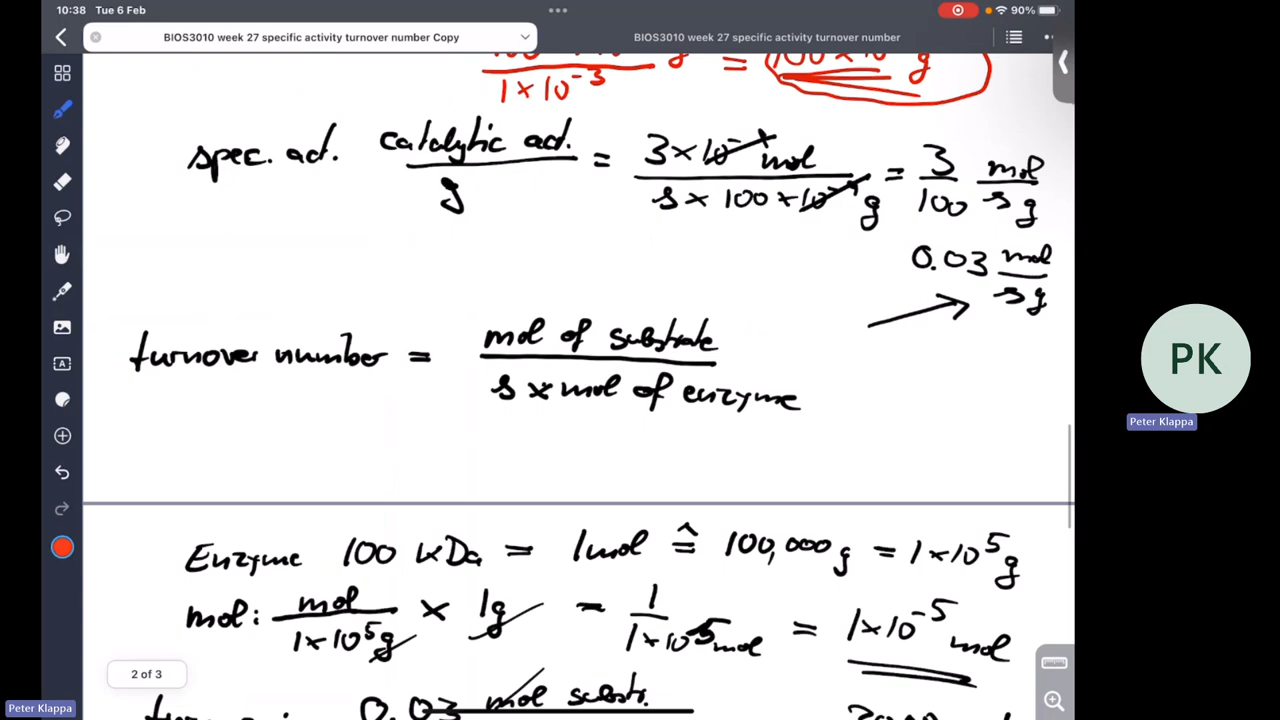 10:38 Tue 6 Feb
90%
BIOS3010 week 27 specific activity turnover number Copy
BIOS3010 week 27 specific activity turnover number
1 × 10⁻³
g = 100 × 10 g
spec. act. catalytic act. / g = 3 × 10 mol / s × 100 × 10 g = 3/100 mol / s g
0.03 mol / s g
turnover number = mol of substrate / s × mol of enzyme
Enzyme 100 kDa = 1mol ≙ 100,000 g = 1 × 10⁵ g
mol: mol / 1 × 10⁵ g × 1g = 1 / 1 × 10⁵ mol = 1 × 10⁻⁵ mol
2 of 3
0.03 mol substr.
PK
Peter Klappa
Peter Klappa